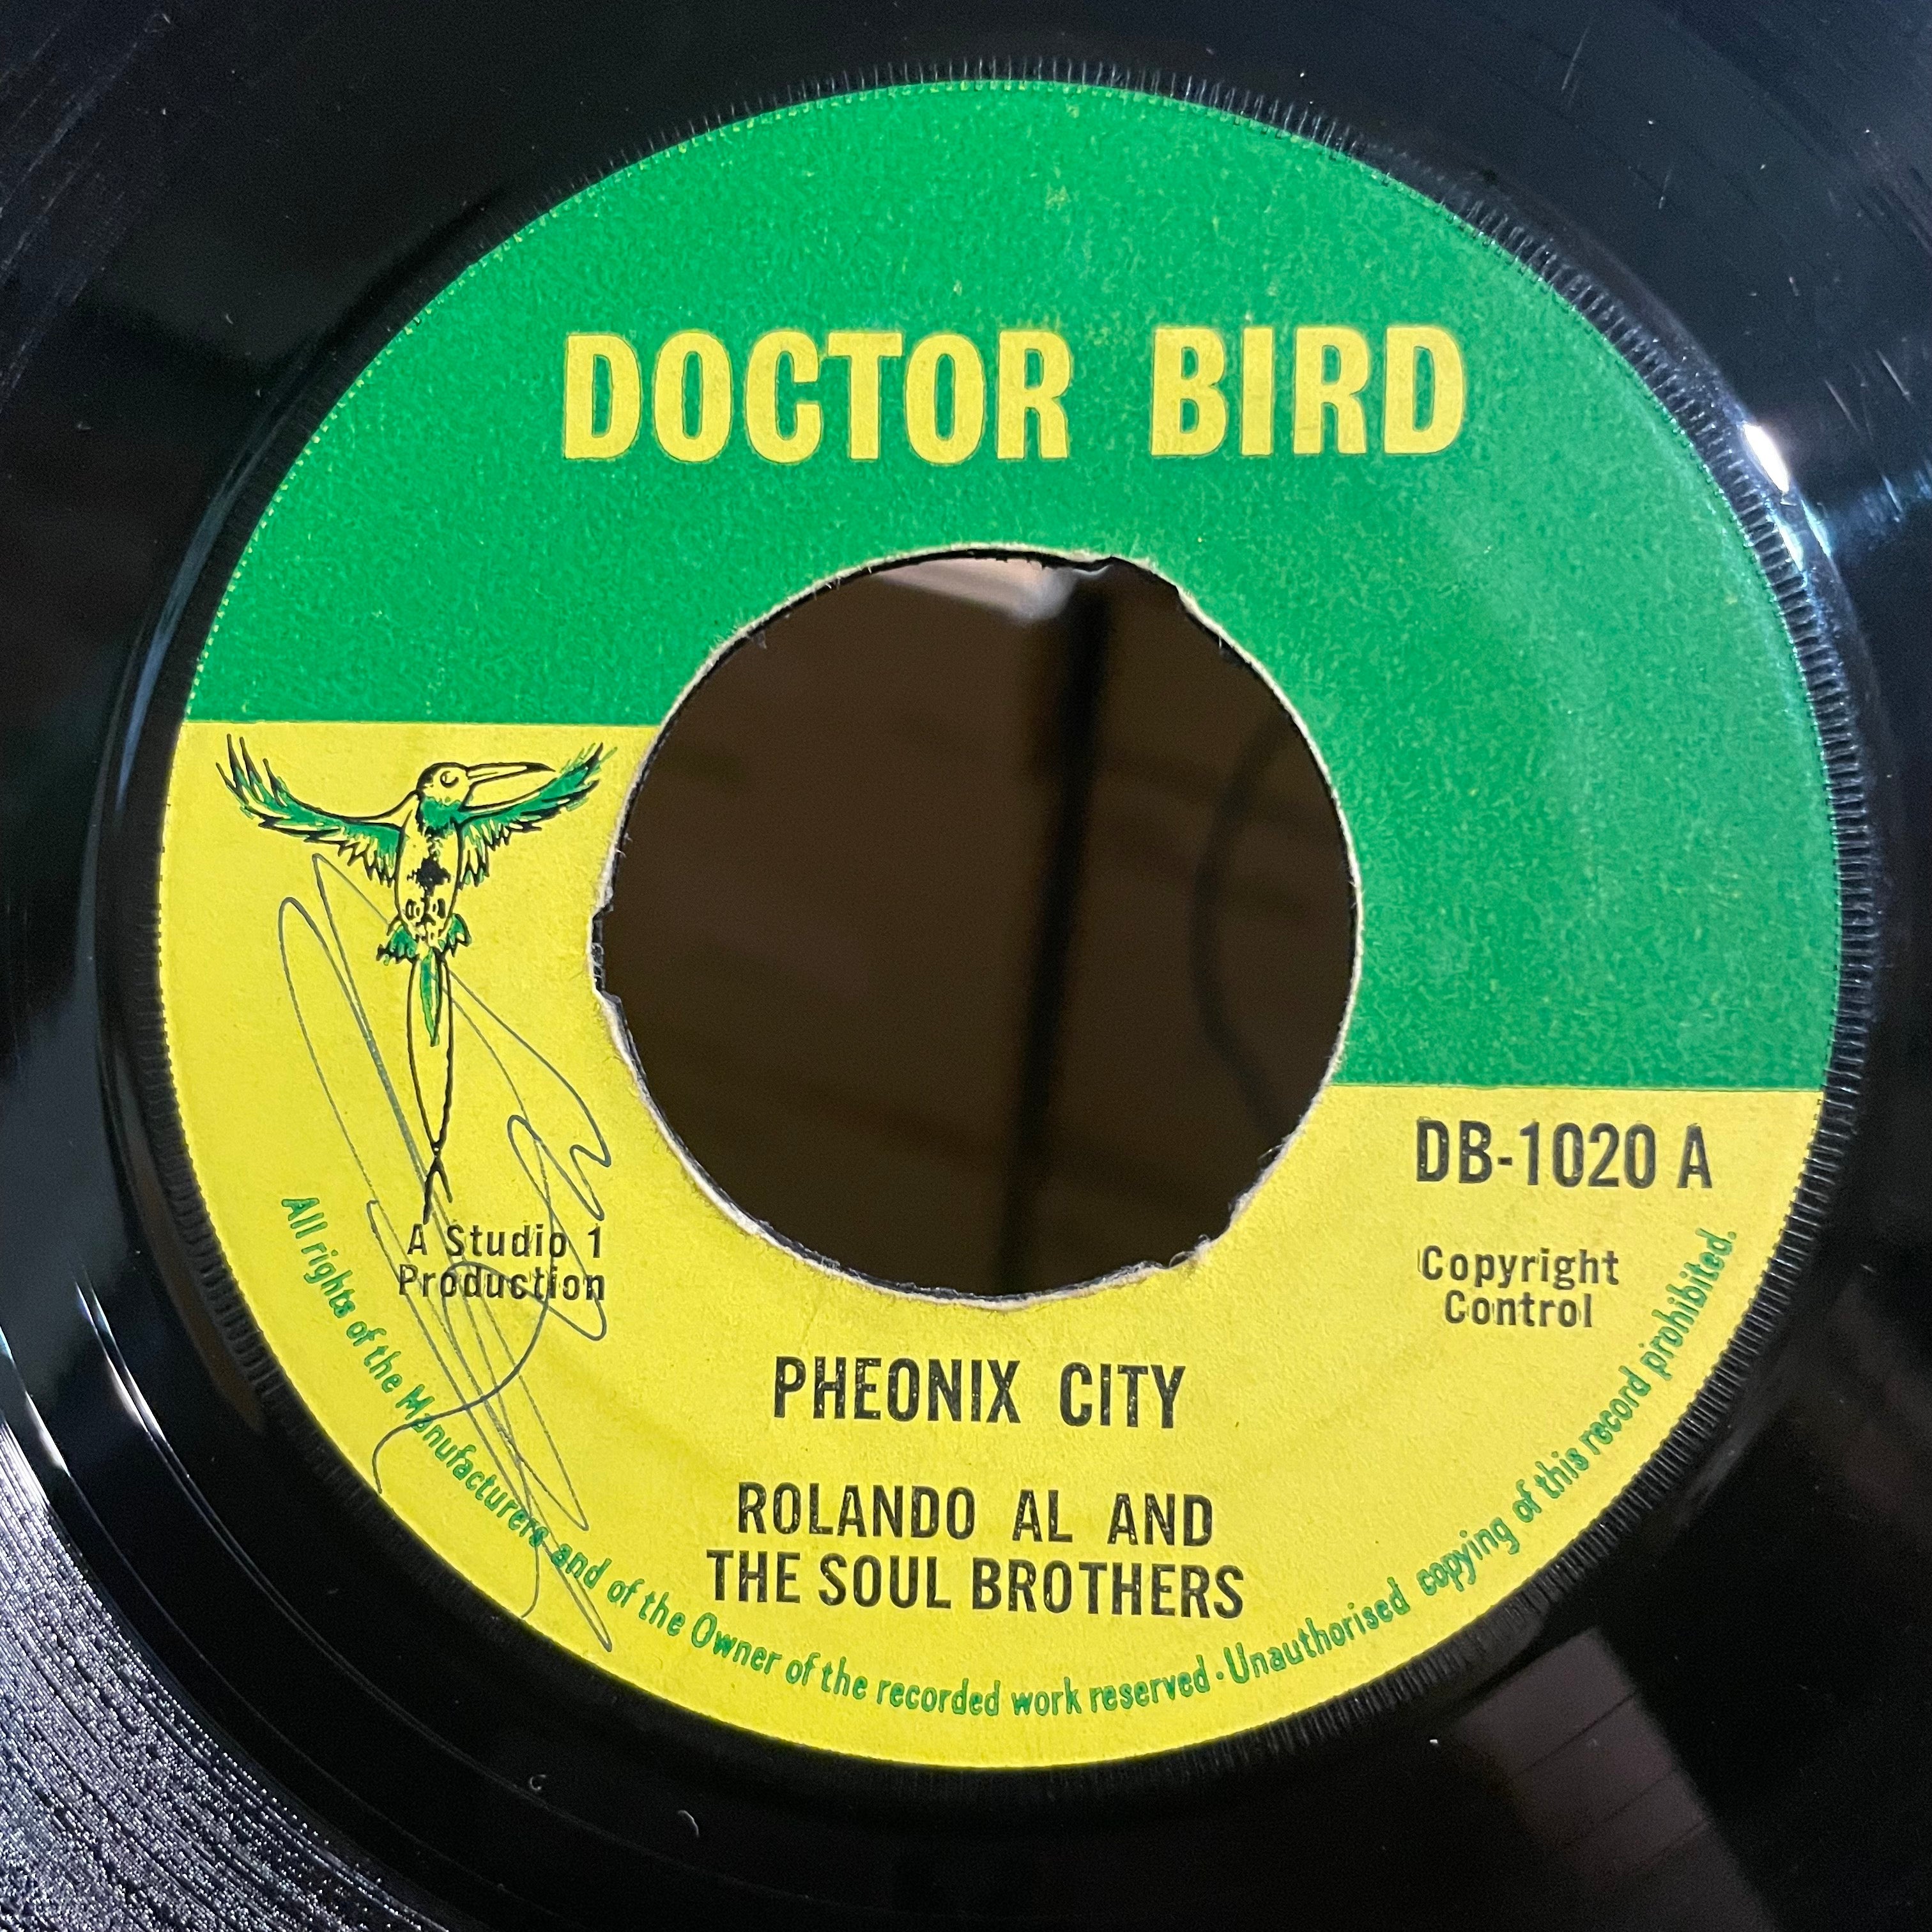 DOCTOR BIRD
DB-1020 A
A Studio 1
Production
Copyright
Control
PHEONIX CITY
ROLANDO AL AND
THE SOUL BROTHERS
All rights of the Manufacturers and of the Owner of the recorded work reserved · Unauthorised copying of this record prohibited.